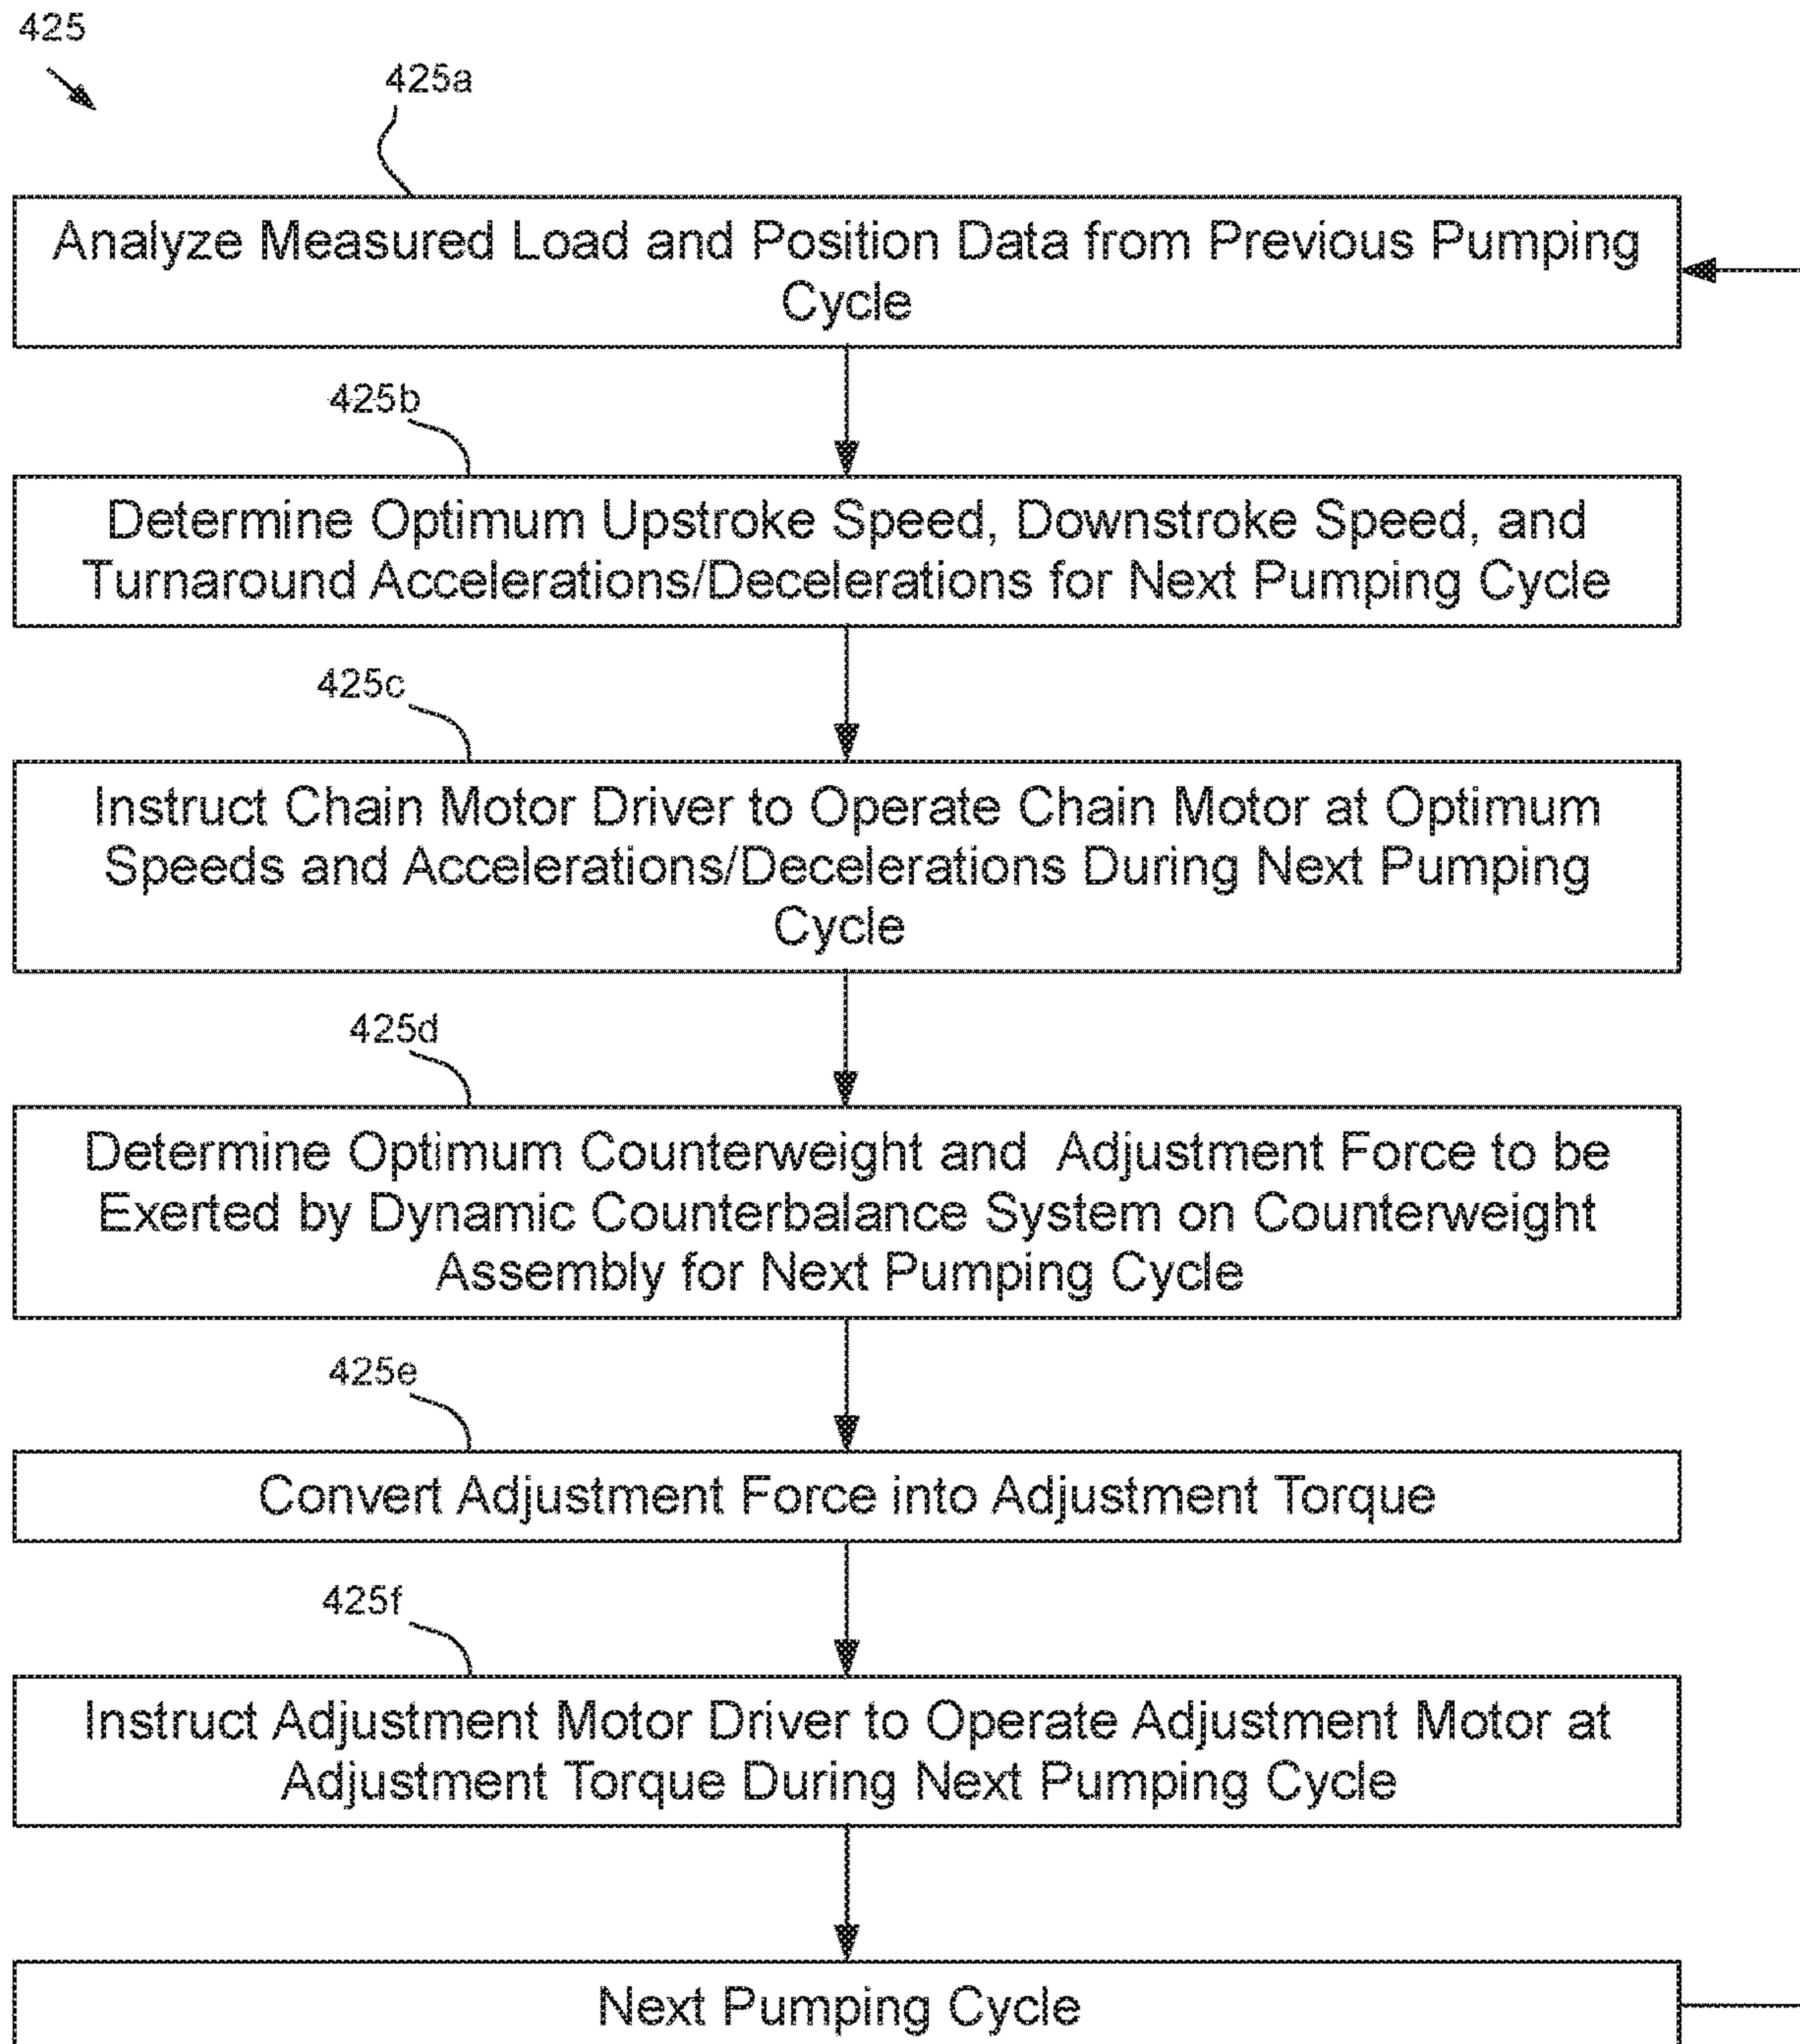 425
425a
Analyze Measured Load and Position Data from Previous Pumping
Cycle
425b
Determine Optimum Upstroke Speed, Downstroke Speed, and
Turnaround Accelerations/Decelerations for Next Pumping Cycle
425c
Instruct Chain Motor Driver to Operate Chain Motor at Optimum
Speeds and Accelerations/Decelerations During Next Pumping
Cycle
425d
Determine Optimum Counterweight and Adjustment Force to be
Exerted by Dynamic Counterbalance System on Counterweight
Assembly for Next Pumping Cycle
425e
Convert Adjustment Force into Adjustment Torque
425f
Instruct Adjustment Motor Driver to Operate Adjustment Motor at
Adjustment Torque During Next Pumping Cycle
Next Pumping Cycle